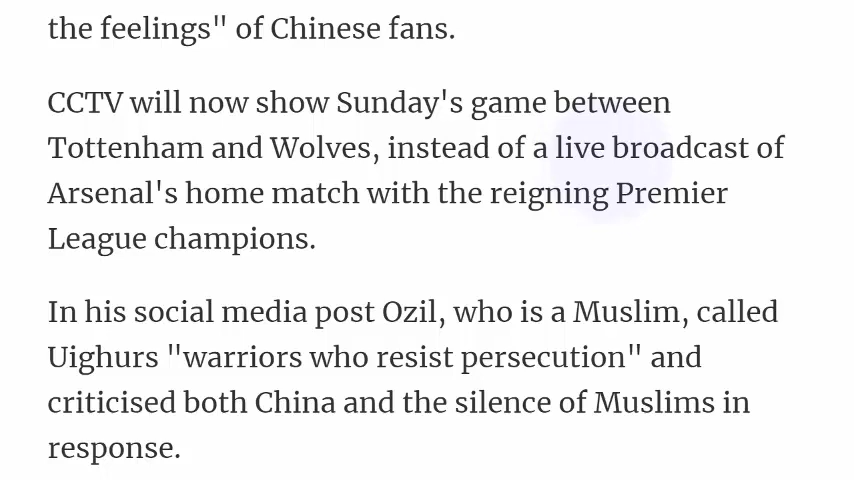 the feelings" of Chinese fans.
CCTV will now show Sunday's game between
Tottenham and Wolves, instead of a live broadcast of
Arsenal's home match with the reigning Premier
League champions.
In his social media post Ozil, who is a Muslim, called
Uighurs "warriors who resist persecution" and
criticised both China and the silence of Muslims in
response.